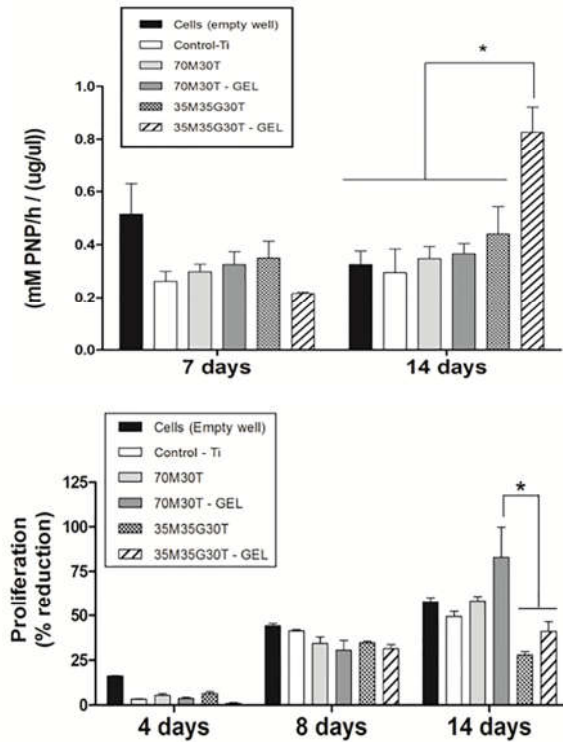 Cells (empty well)
Control-Ti
70M30T
70M30T - GEL
35M35G30T
35M35G30T - GEL
*
(mM PNP/h / (ug/ul))
1.0
0.8
0.6
0.4
0.2
0.0
7 days
14 days
Cells (Empty well)
Control - Ti
70M30T
70M30T - GEL
35M35G30T
35M35G30T - GEL
*
Proliferation
(% reduction)
125
100
75
50
25
0
4 days
8 days
14 days